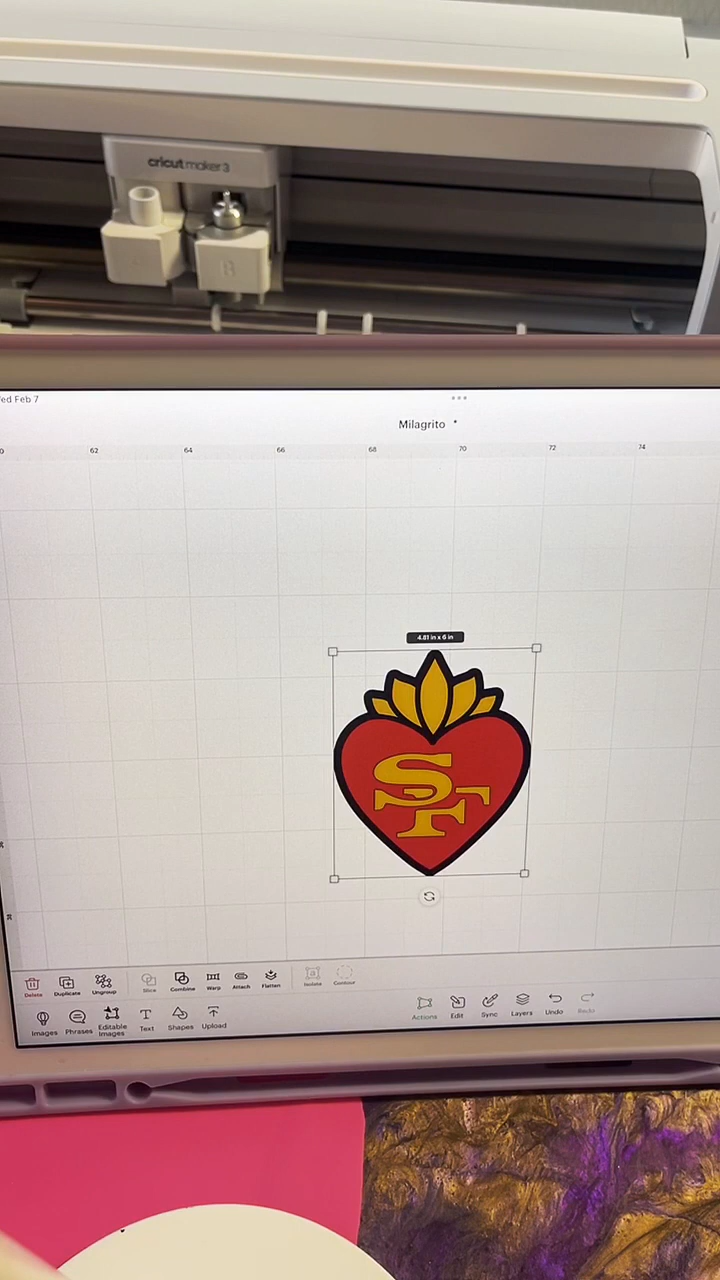 cricut maker 3
B
ed Feb 7
Milagrito *
62 64 66 68 70 72 74
4.81 in x 6 in
SF
Delete Duplicate Ungroup Slice Combine Warp Attach Flatten Isolate Contour
Images Phrases Editable Images Text Shapes Upload Actions Edit Sync Layers Undo Redo